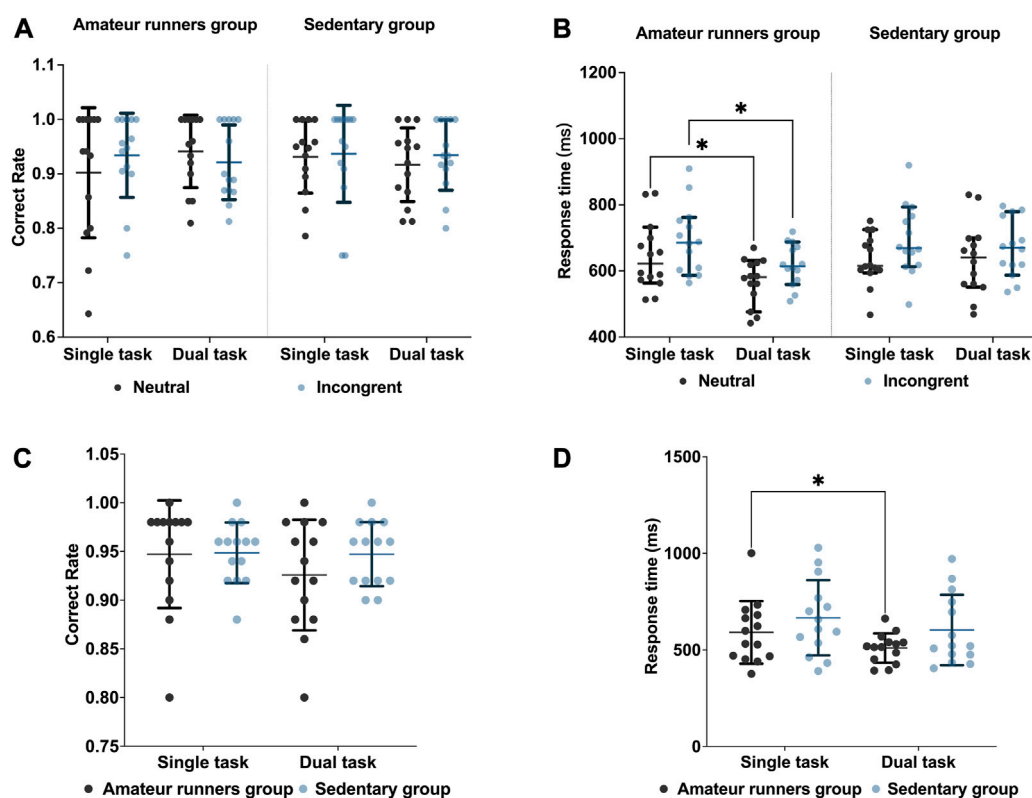 A
Amateur runners group Sedentary group
Correct Rate
1.1
1.0
0.9
0.8
0.7
0.6
Single task Dual task Single task Dual task
Neutral Incongrent
B
Amateur runners group Sedentary group
Response time (ms)
1200
1000
800
600
400
* *
Single task Dual task Single task Dual task
Neutral Incongrent
C
Correct Rate
1.05
1.00
0.95
0.90
0.85
0.80
0.75
Single task Dual task
Amateur runners group Sedentary group
D
Response time (ms)
1500
1000
500
0
*
Single task Dual task
Amateur runners group Sedentary group